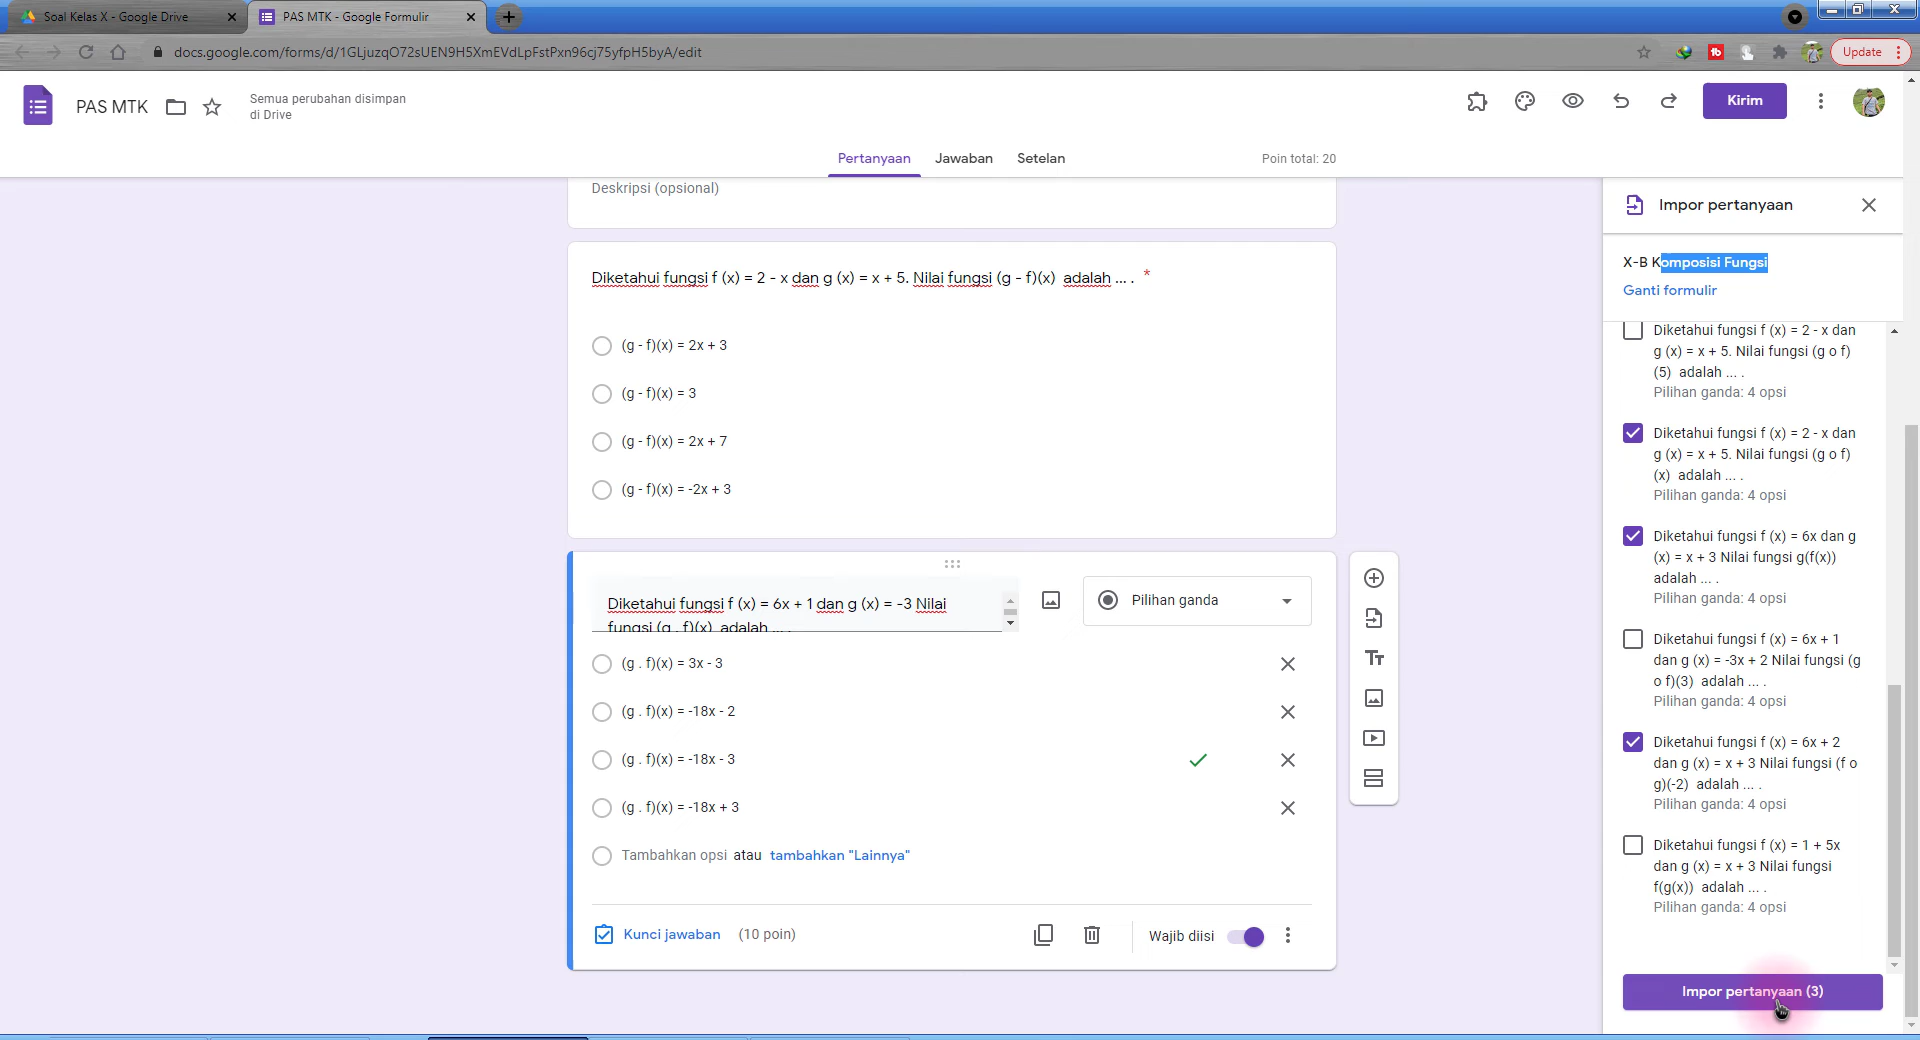 Soal Kelas X - Google Drive
PAS MTK - Google Formulir
docs.google.com/forms/d/1GLjuzqO72sUEN9H5XmEVdLpFstPxn96cj75yfpH5byA/edit
Update
PAS MTK
Semua perubahan disimpan
di Drive
Kirim
Pertanyaan
Jawaban
Setelan
Poin total: 20
Deskripsi (opsional)
Diketahui fungsi f (x) = 2 - x dan g (x) = x + 5. Nilai fungsi (g - f)(x)  adalah ... . *
(g - f)(x) = 2x + 3
(g - f)(x) = 3
(g - f)(x) = 2x + 7
(g - f)(x) = -2x + 3
Diketahui fungsi f (x) = 6x + 1 dan g (x) = -3 Nilai
fungsi (g . f)(x)  adalah ... .
Pilihan ganda
(g . f)(x) = 3x - 3
(g . f)(x) = -18x - 2
(g . f)(x) = -18x - 3
(g . f)(x) = -18x + 3
Tambahkan opsi atau tambahkan "Lainnya"
Kunci jawaban (10 poin)
Wajib diisi
Impor pertanyaan
X-B Komposisi Fungsi
Ganti formulir
Diketahui fungsi f (x) = 2 - x dan
g (x) = x + 5. Nilai fungsi (g o f)
(5)  adalah ... .
Pilihan ganda: 4 opsi
Diketahui fungsi f (x) = 2 - x dan
g (x) = x + 5. Nilai fungsi (g o f)
(x)  adalah ... .
Pilihan ganda: 4 opsi
Diketahui fungsi f (x) = 6x dan g
(x) = x + 3 Nilai fungsi g(f(x))
adalah ... .
Pilihan ganda: 4 opsi
Diketahui fungsi f (x) = 6x + 1
dan g (x) = -3x + 2 Nilai fungsi (g
o f)(3)  adalah ... .
Pilihan ganda: 4 opsi
Diketahui fungsi f (x) = 6x + 2
dan g (x) = x + 3 Nilai fungsi (f o
g)(-2)  adalah ... .
Pilihan ganda: 4 opsi
Diketahui fungsi f (x) = 1 + 5x
dan g (x) = x + 3 Nilai fungsi
f(g(x))  adalah ... .
Pilihan ganda: 4 opsi
Impor pertanyaan (3)